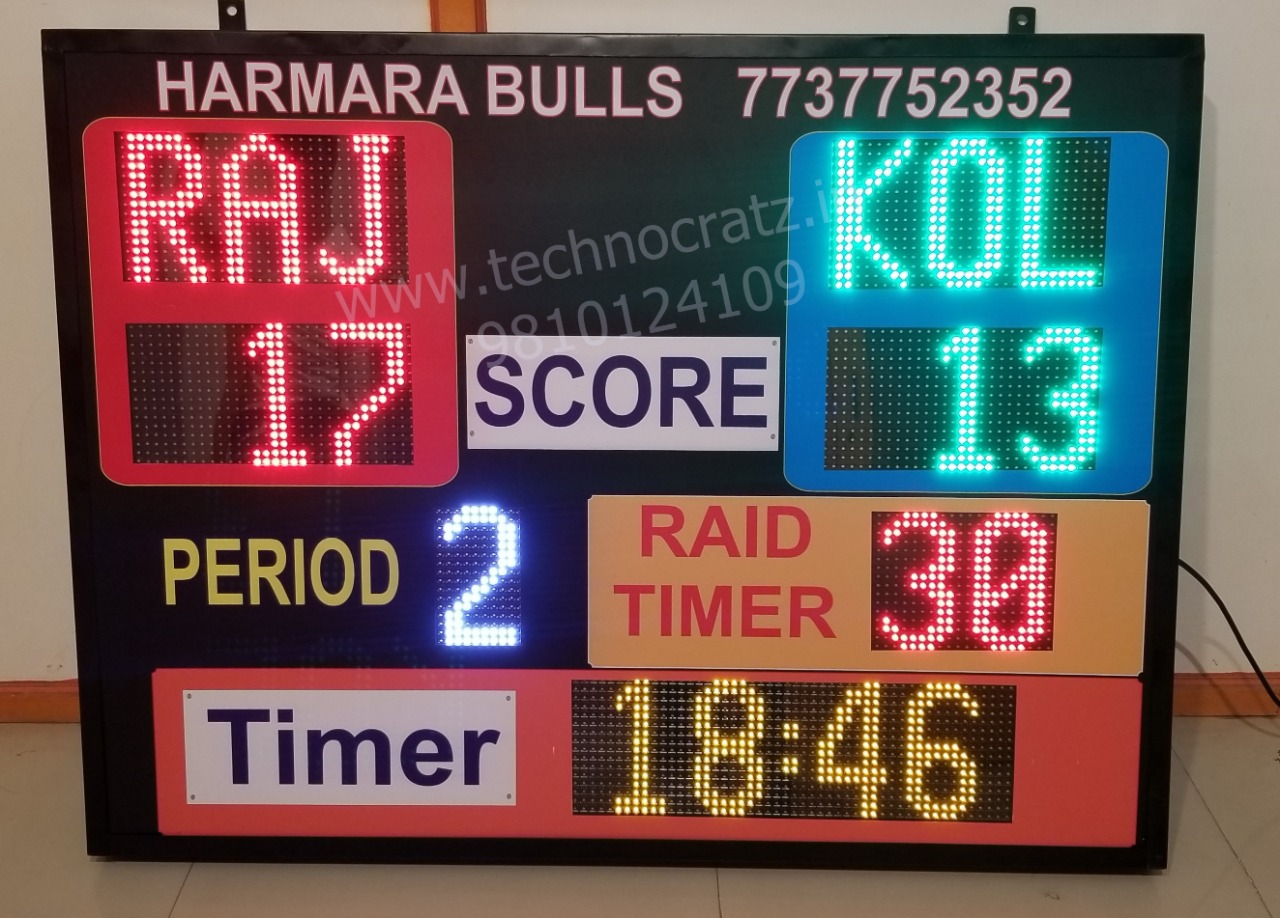 HARMARA BULLS 7737752352
RAJ KOL
www.technocratz.i
9810124109
17 SCORE 13
PERIOD 2 RAID TIMER 30
Timer 18:46